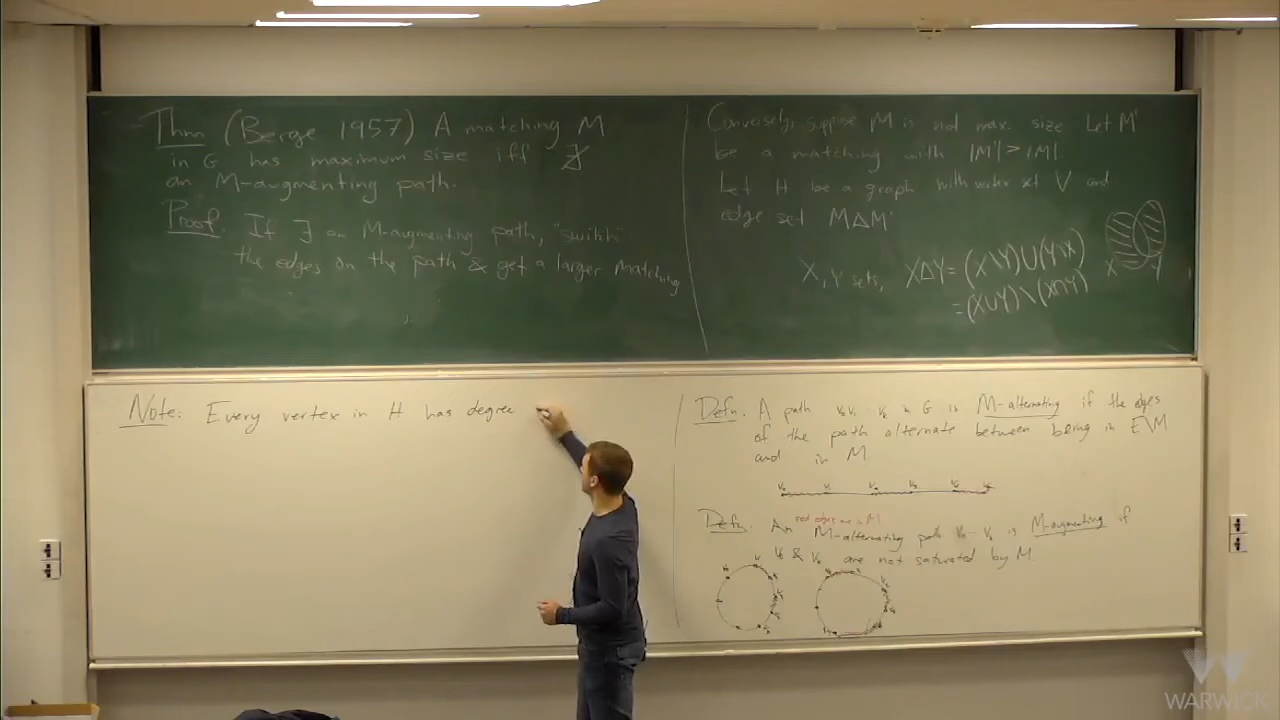 Thm (Berge 1957) A matching M
in G has maximum size iff ∄
an M-augmenting path.
Proof. If ∃ an M-augmenting path, "switch"
the edges on the path & get a larger matching
Conversely, suppose M is not max. size Let M'
be a matching with |M'| > |M|.
Let H be a graph with vertex set V and
edge set M∆M'
X, Y sets, X∆Y = (X\Y)∪(Y\X)
= (X∪Y)\(X∩Y)
X Y
Note: Every vertex in H has degree
Defn. A path v₀v₁ vₖ in G is M-alternating if the edges
of the path alternate between being in E\M
and in M.
Defn. An M-alternating path v₀ - vₖ is M-augmenting if
red edges are in M
v₀ & vₖ are not saturated by M.
WARWICK